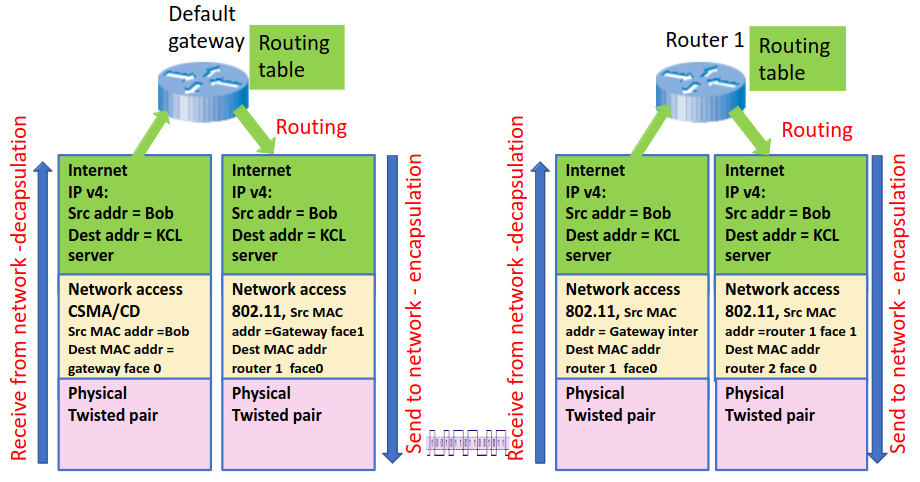 Default
gateway
Routing
table
Routing
Receive from network -decapsulation
Internet
IP v4:
Src addr = Bob
Dest addr = KCL
server
Network access
CSMA/CD
Src MAC addr =Bob
Dest MAC addr =
gateway face 0
Physical
Twisted pair
Internet
IP v4:
Src addr = Bob
Dest addr = KCL
server
Network access
802.11, Src MAC
addr =Gateway face1
Dest MAC addr
router 1 face0
Physical
Twisted pair
Send to network - encapsulation
Router 1
Routing
table
Routing
Receive from network -decapsulation
Internet
IP v4:
Src addr = Bob
Dest addr = KCL
server
Network access
802.11, Src MAC
addr = Gateway inter
Dest MAC addr
router 1 face0
Physical
Twisted pair
Internet
IP v4:
Src addr = Bob
Dest addr = KCL
server
Network access
802.11, Src MAC
addr =router 1 face 1
Dest MAC addr
router 2 face 0
Physical
Twisted pair
Send to network - encapsulation